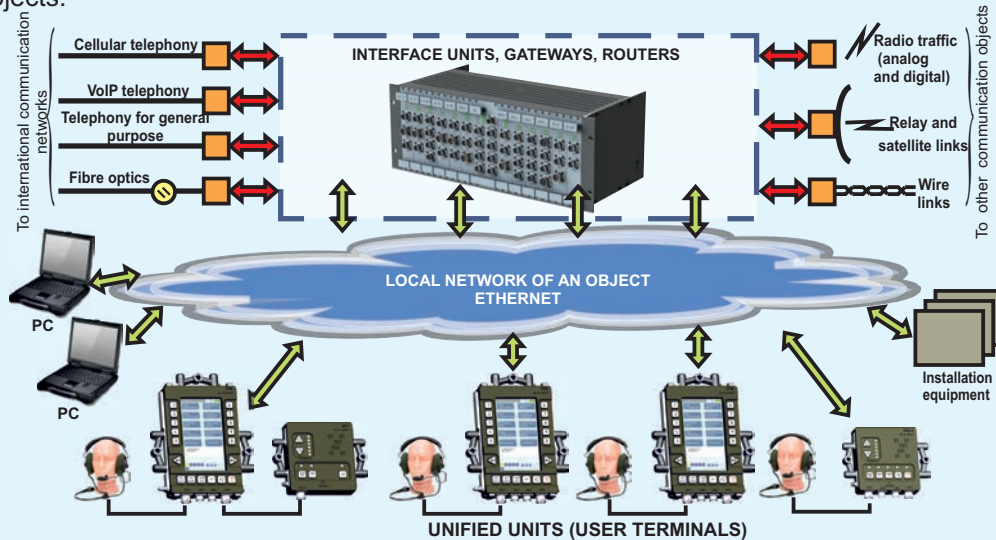 ojects.
To international communication
networks
Cellular telephony
VoIP telephony
Telephony for general
purpose
Fibre optics
INTERFACE UNITS, GATEWAYS, ROUTERS
Radio traffic
(analog
and digital)
Relay and
satellite links
Wire
links
To other communication objects
LOCAL NETWORK OF AN OBJECT
ETHERNET
PC
PC
Installation
equipment
UNIFIED UNITS (USER TERMINALS)